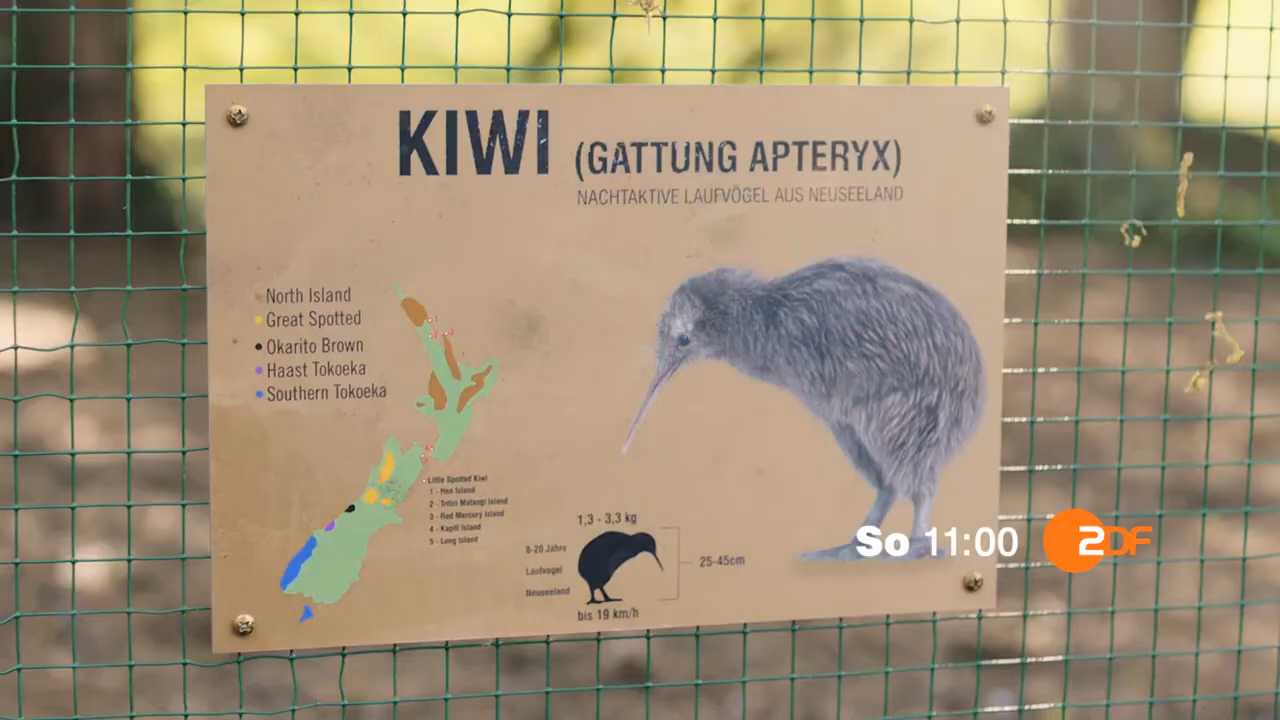 KIWI (GATTUNG APTERYX)
NACHTAKTIVE LAUFVÖGEL AUS NEUSEELAND
North Island
Great Spotted
Okarito Brown
Haast Tokoeka
Southern Tokoeka
Little Spotted Kiwi
1 - Hen Island
2 - Tritiri Matangi Island
3 - Red Mercury Island
4 - Kapiti Island
5 - Long Island
1,3 - 3,3 kg
8-20 Jahre
Laufvogel
Neuseeland
25-45cm
bis 19 km/h
So 11:00 2DF